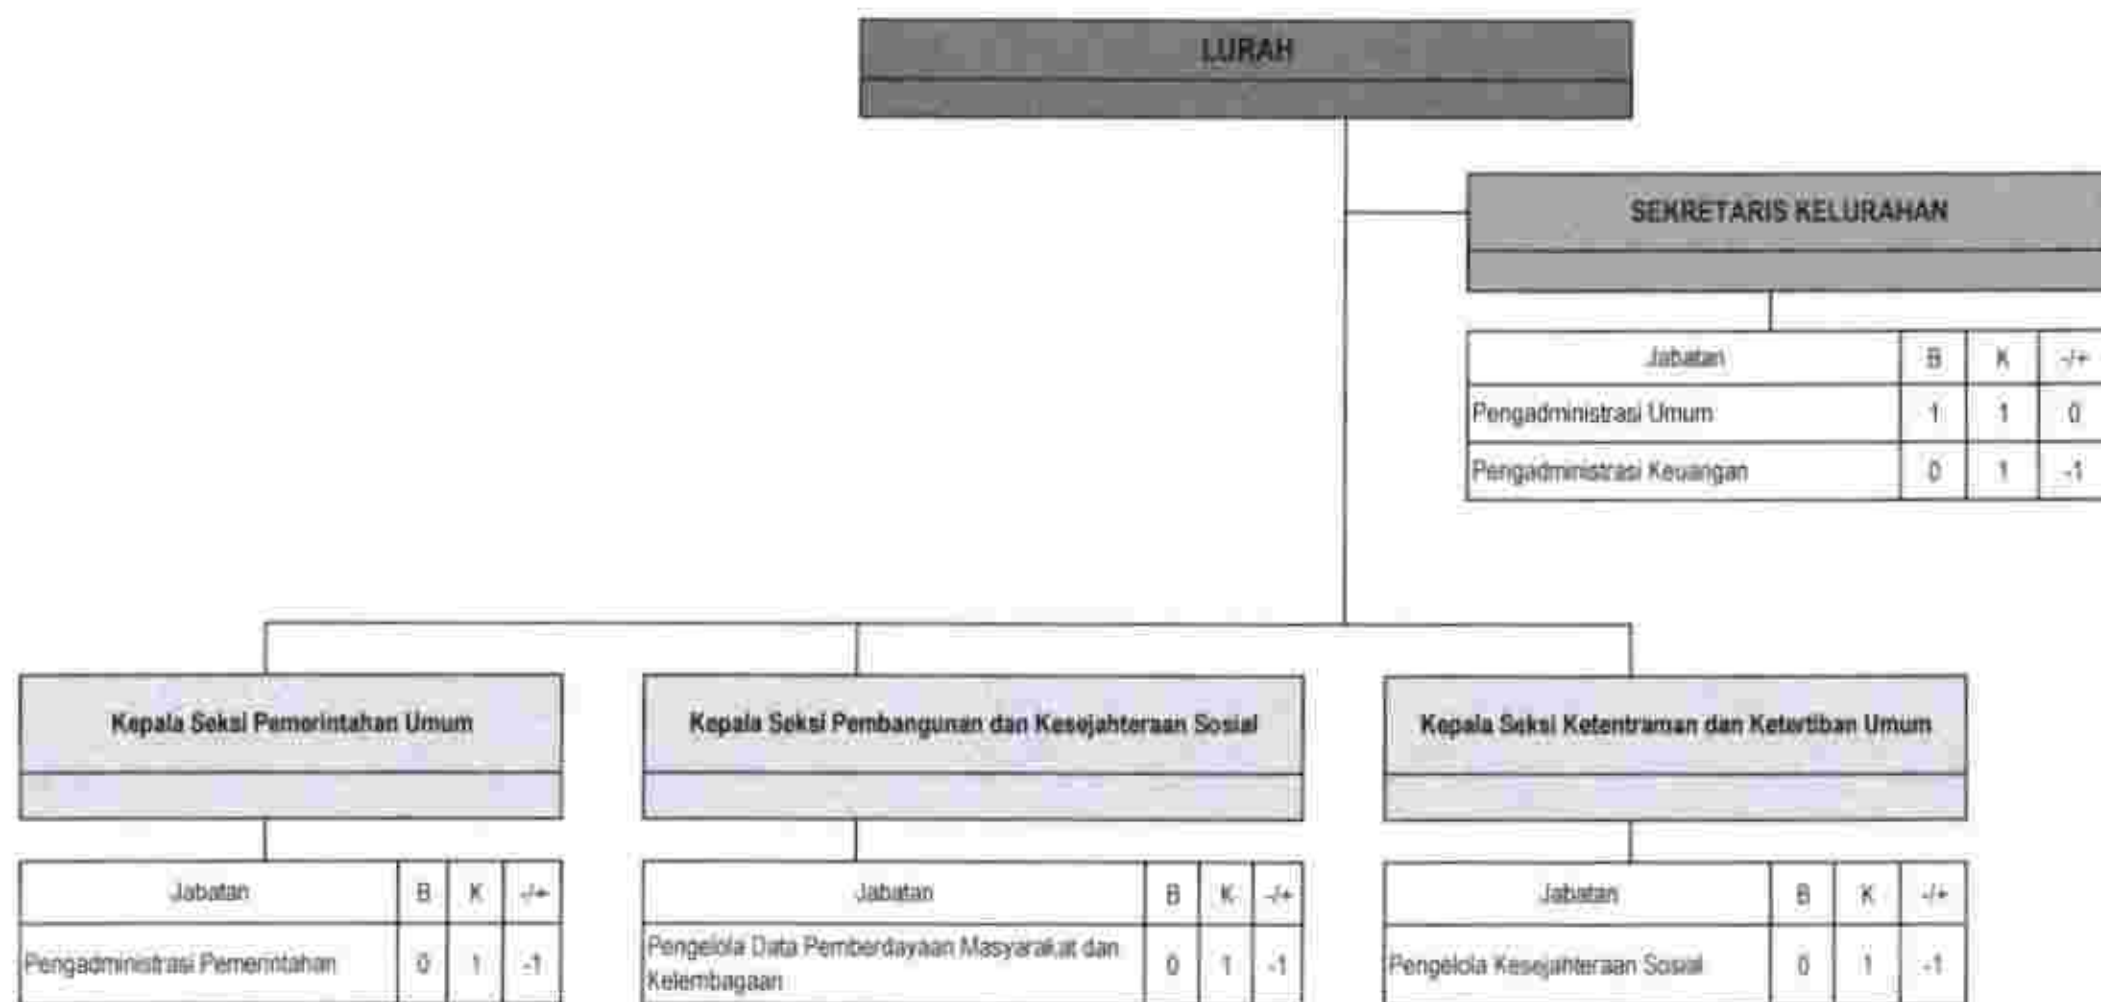 LURAH
SEKRETARIS KELURAHAN
Jabatan B K -/+
Pengadministrasi Umum 1 1 0
Pengadministrasi Keuangan 0 1 -1
Kepala Seksi Pemerintahan Umum
Kepala Seksi Pembangunan dan Kesejahteraan Sosial
Kepala Seksi Ketentraman dan Ketertiban Umum
Jabatan B K -/+
Pengadministrasi Pemerintahan 0 1 -1
Jabatan B K -/+
Pengelola Data Pemberdayaan Masyarakat dan
Kelembagaan 0 1 -1
Jabatan B K -/+
Pengelola Kesejahteraan Sosial 0 1 -1